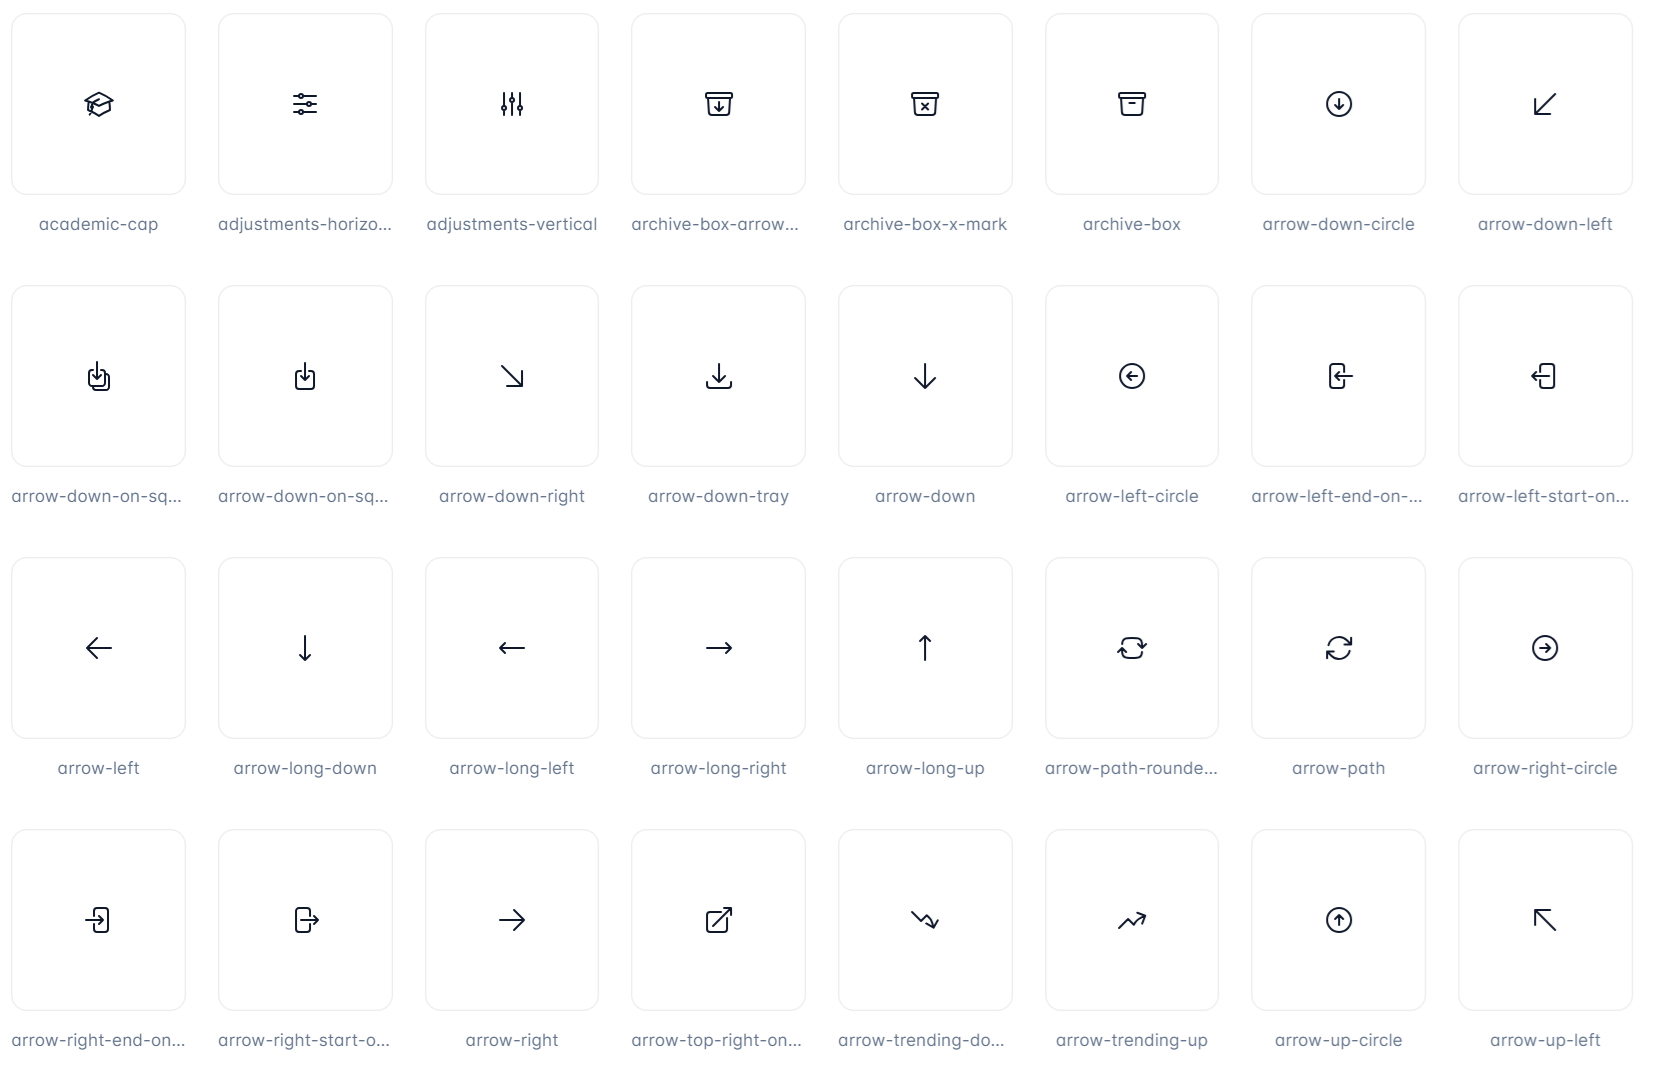 academic-cap
adjustments-horizo...
adjustments-vertical
archive-box-arrow...
archive-box-x-mark
archive-box
arrow-down-circle
arrow-down-left
arrow-down-on-sq...
arrow-down-on-sq...
arrow-down-right
arrow-down-tray
arrow-down
arrow-left-circle
arrow-left-end-on-...
arrow-left-start-on...
arrow-left
arrow-long-down
arrow-long-left
arrow-long-right
arrow-long-up
arrow-path-rounde...
arrow-path
arrow-right-circle
arrow-right-end-on...
arrow-right-start-o...
arrow-right
arrow-top-right-on...
arrow-trending-do...
arrow-trending-up
arrow-up-circle
arrow-up-left